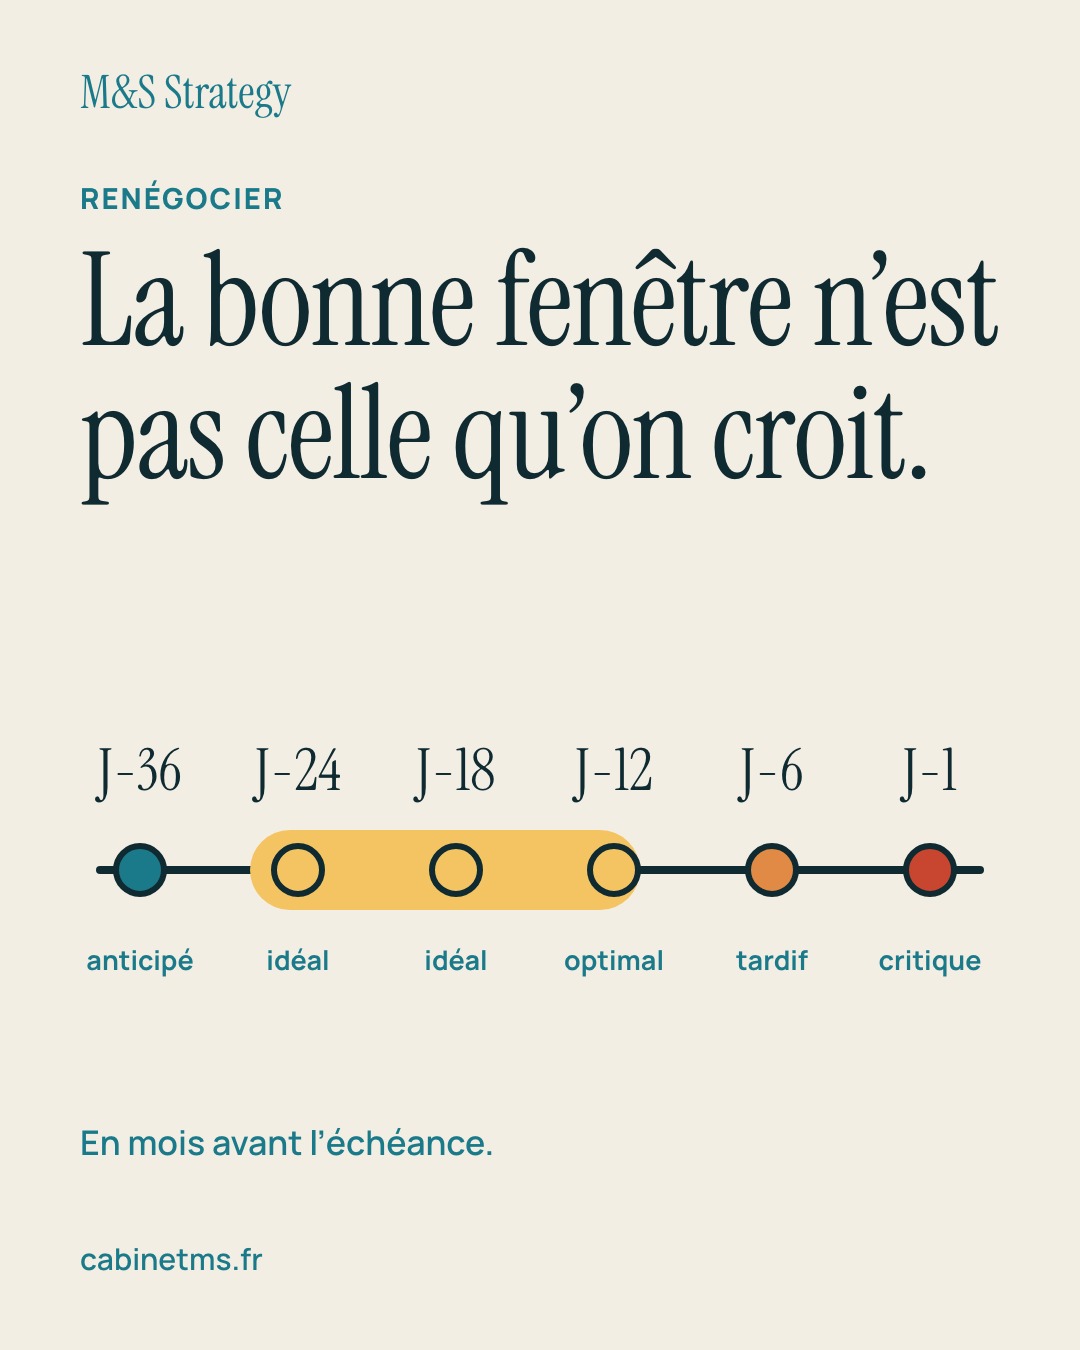 M&S Strategy
RENÉGOCIER
La bonne fenêtre n’est
pas celle qu’on croit.
J-36 J-24 J-18 J-12 J-6 J-1
anticipé idéal idéal optimal tardif critique
En mois avant l’échéance.
cabinetms.fr